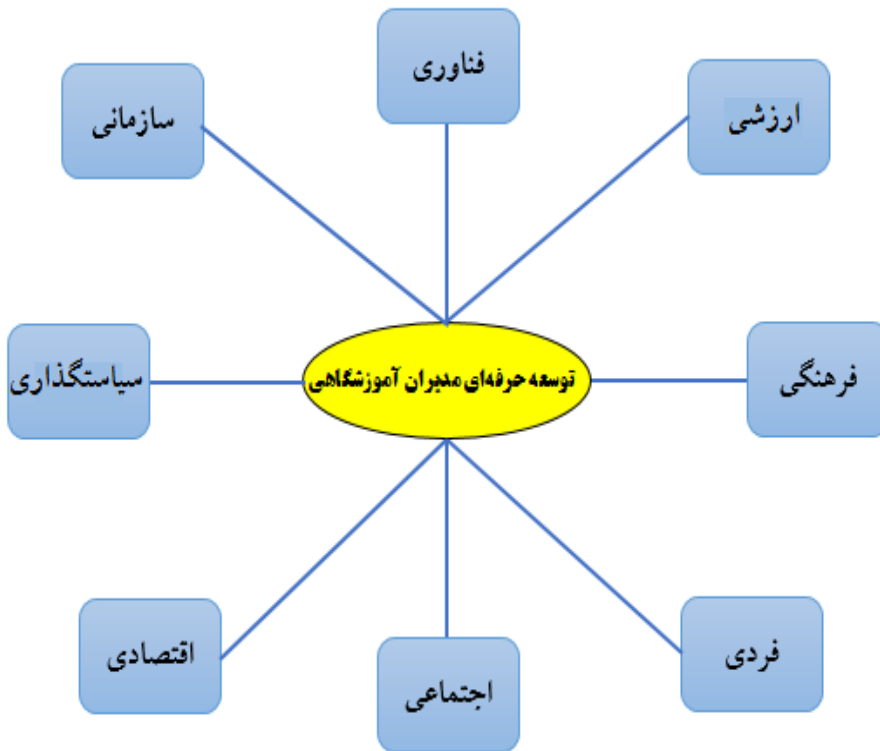 فناوری
ارزشی
سازمانی
فرهنگی
توسعه حرفه‌ای مدیران آموزشگاهی
سیاستگذاری
فردی
اجتماعی
اقتصادی